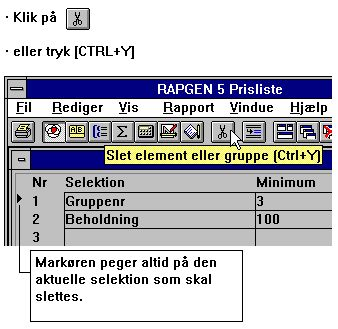 · Klik på
· eller tryk [CTRL+Y]
RAPGEN 5 Prisliste
Fil Rediger Vis Rapport Vindue Hjælp
Slet element eller gruppe (Ctrl+Y)
Nr Selektion Minimum
1 Gruppenr 3
2 Beholdning 100
3
Markøren peger altid på den
aktuelle selektion som skal
slettes.